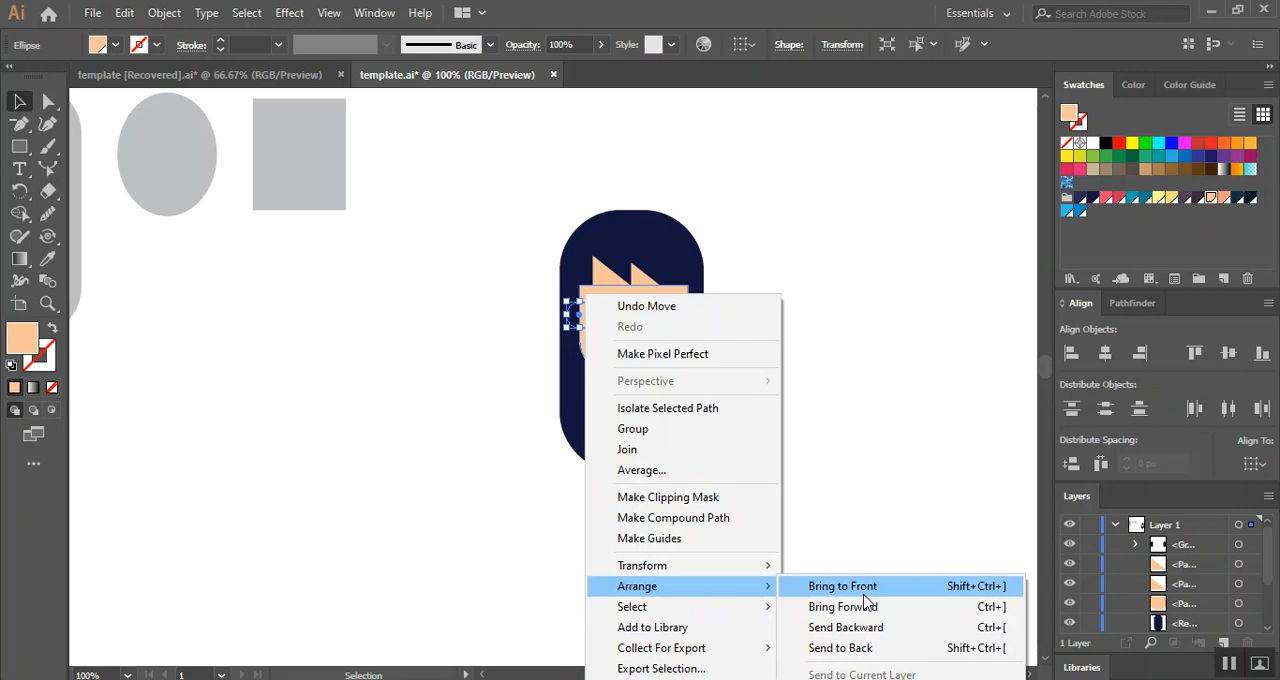 Ai File Edit Object Type Select Effect View Window Help Essentials Search Adobe Stock
Ellipse Stroke: Basic Opacity: 100% Style: Shape: Transform
template [Recovered].ai* @ 66.67% (RGB/Preview) template.ai* @ 100% (RGB/Preview)
Swatches Color Color Guide
Undo Move
Redo
Make Pixel Perfect
Perspective
Isolate Selected Path
Group
Join
Average...
Make Clipping Mask
Make Compound Path
Make Guides
Transform
Arrange
Select
Add to Library
Collect For Export
Export Selection...
Bring to Front Shift+Ctrl+]
Bring Forward Ctrl+]
Send Backward Ctrl+[
Send to Back Shift+Ctrl+[
Send to Current Layer
Align Pathfinder
Align Objects:
Distribute Objects:
Distribute Spacing: Align To:
0 px
Layers
Layer 1
<Gr...
<Pa...
<Pa...
<Pa...
<Re...
1 Layer
Libraries
100% 1 Selection